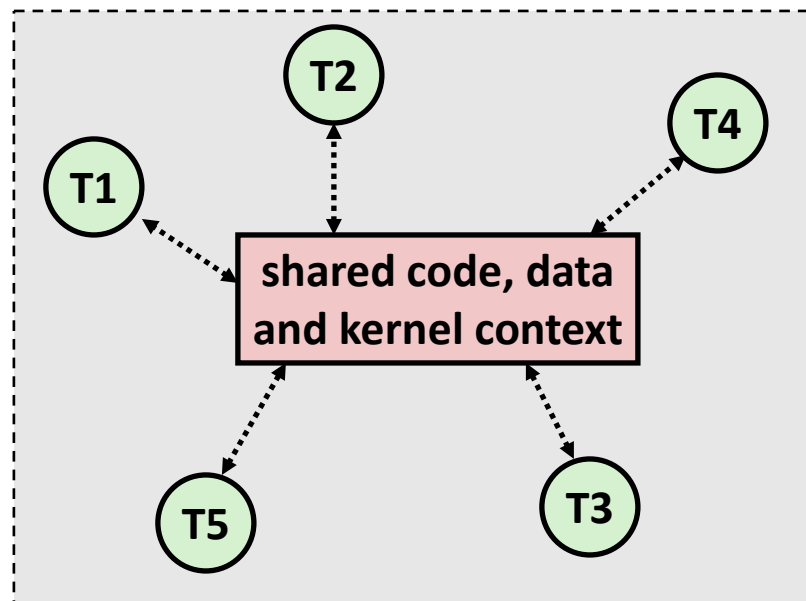 T2
T4
T1
shared code, data
and kernel context
T5
T3